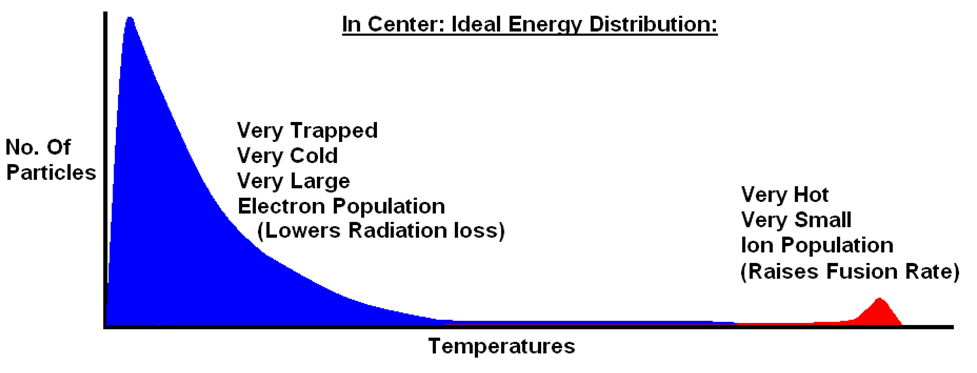 In Center: Ideal Energy Distribution:
No. Of
Particles
Very Trapped
Very Cold
Very Large
Electron Population
(Lowers Radiation loss)
Very Hot
Very Small
Ion Population
(Raises Fusion Rate)
Temperatures